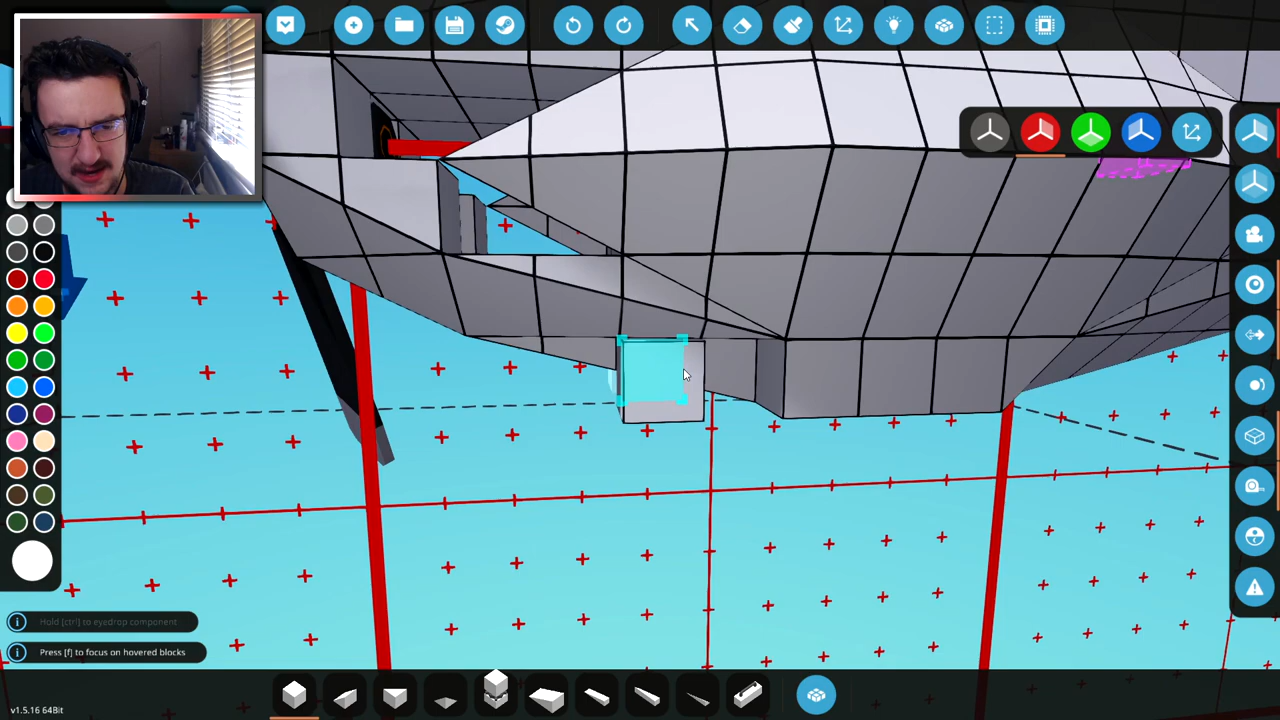 Hold [ctrl] to eyedrop component
Press [f] to focus on hovered blocks
v1.5.16 64Bit